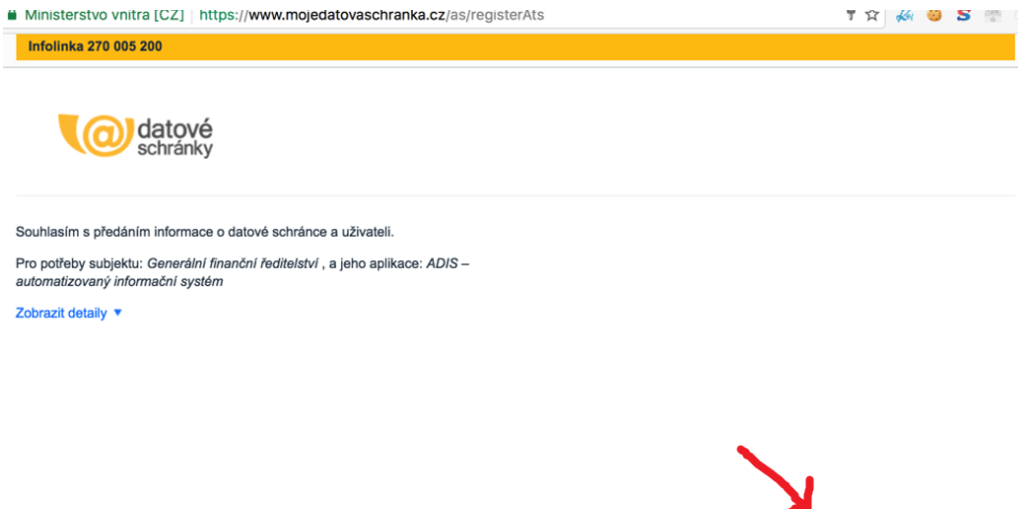 Ministerstvo vnitra [CZ] | https://www.mojedatovaschranka.cz/as/registerAts
Infolinka 270 005 200
@ datové
schránky
Souhlasím s předáním informace o datové schránce a uživateli.
Pro potřeby subjektu: Generální finanční ředitelství , a jeho aplikace: ADIS –
automatizovaný informační systém
Zobrazit detaily ▼